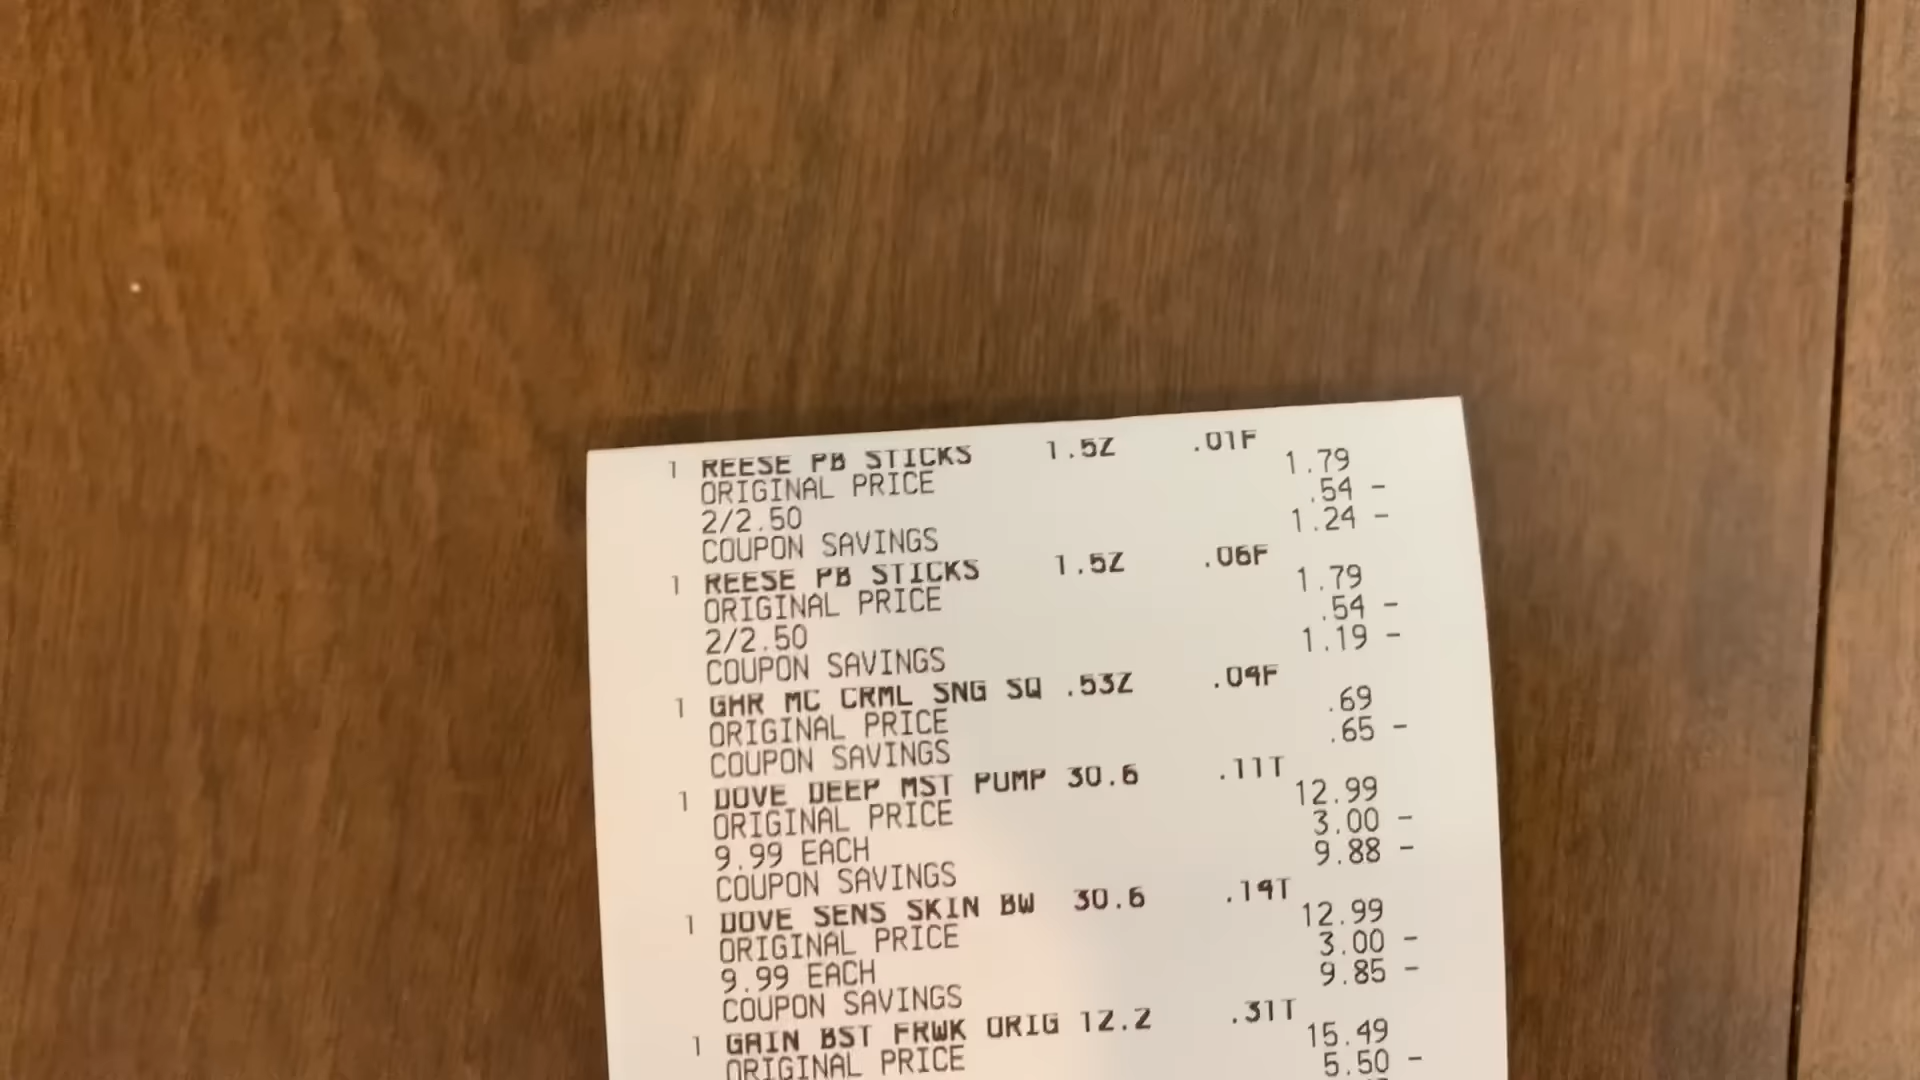 1 REESE PB STICKS 1.5Z .01F
ORIGINAL PRICE 1.79
2/2.50 .54 -
COUPON SAVINGS 1.24 -
1 REESE PB STICKS 1.5Z .06F
ORIGINAL PRICE 1.79
2/2.50 .54 -
COUPON SAVINGS 1.19 -
1 GHR MC CRML SNG SQ .53Z .04F
ORIGINAL PRICE .69
COUPON SAVINGS .65 -
1 DOVE DEEP MST PUMP 30.6 .11T
ORIGINAL PRICE 12.99
9.99 EACH 3.00 -
COUPON SAVINGS 9.88 -
1 DOVE SENS SKIN BW 30.6 .14T
ORIGINAL PRICE 12.99
9.99 EACH 3.00 -
COUPON SAVINGS 9.85 -
1 GAIN BST FRWK ORIG 12.2 .31T
ORIGINAL PRICE 15.49
5.50 -